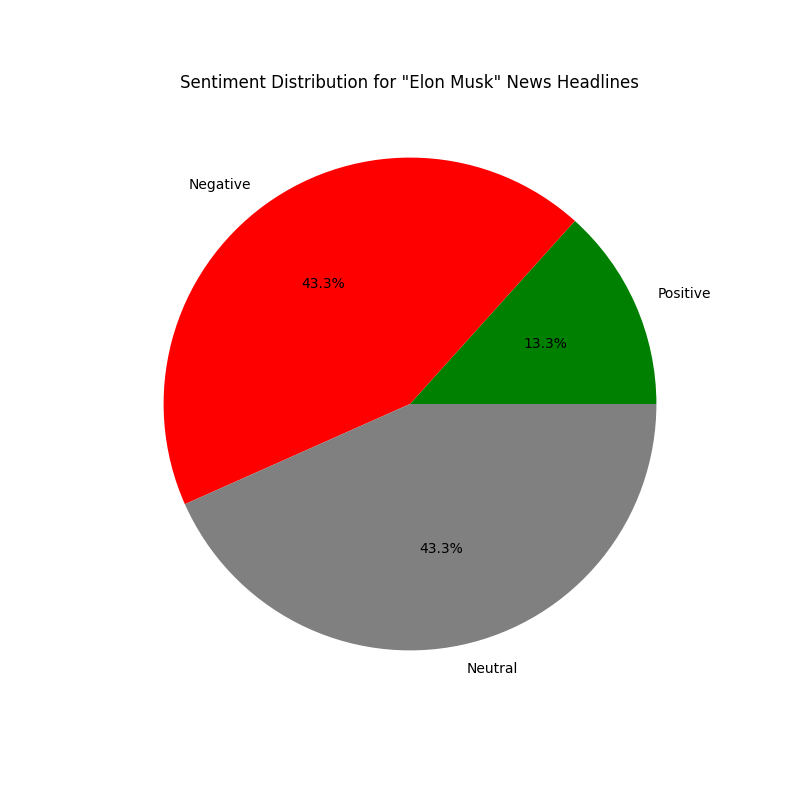 Sentiment Distribution for "Elon Musk" News Headlines
Negative
43.3%
Positive
13.3%
43.3%
Neutral